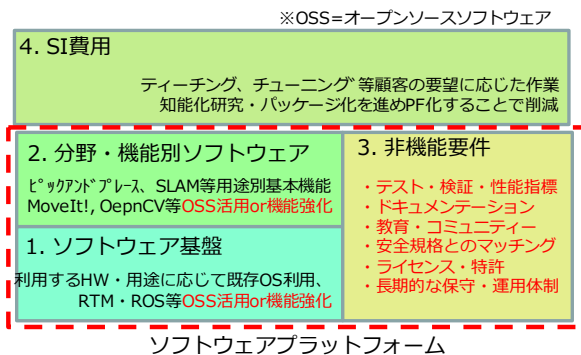 ※OSS=オープンソースソフトウェア
4. SI費用
ティーチング、チューニング等顧客の要望に応じた作業
知能化研究・パッケージ化を進めPF化することで削減
2. 分野・機能別ソフトウェア
ﾋﾟｯｸｱﾝﾄﾞﾌﾟﾚｰｽ、SLAM等用途別基本機能
MoveIt!, OepnCV等OSS活用or機能強化
1. ソフトウェア基盤
利用するHW・用途に応じて既存OS利用、
RTM・ROS等OSS活用or機能強化
3. 非機能要件
・テスト・検証・性能指標
・ドキュメンテーション
・教育・コミュニティー
・安全規格とのマッチング
・ライセンス・特許
・長期的な保守・運用体制
ソフトウェアプラットフォーム